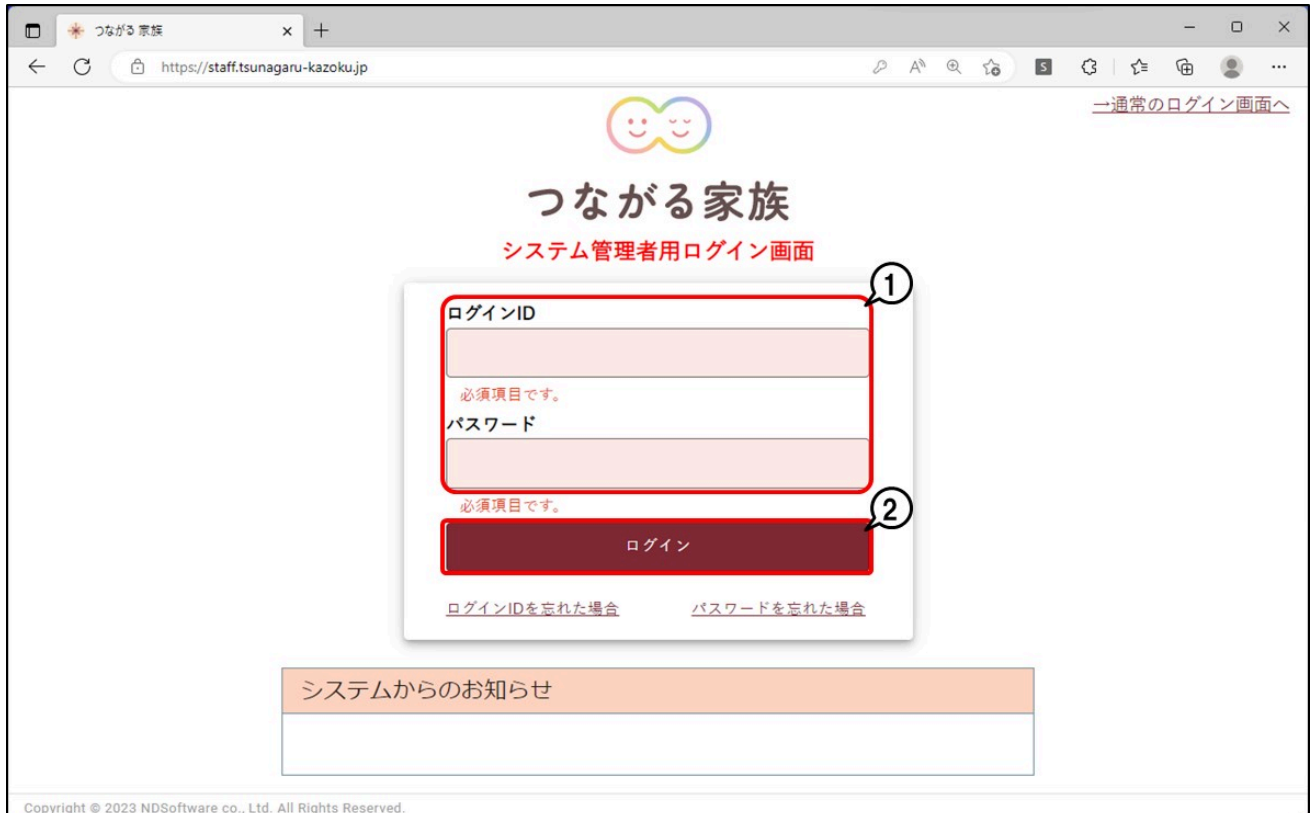 つながる 家族
https://staff.tsunagaru-kazoku.jp
→通常のログイン画面へ
つながる家族
システム管理者用ログイン画面
1
ログインID
必須項目です。
パスワード
必須項目です。
2
ログイン
ログインIDを忘れた場合 パスワードを忘れた場合
システムからのお知らせ
Copyright © 2023 NDSoftware co., Ltd. All Rights Reserved.